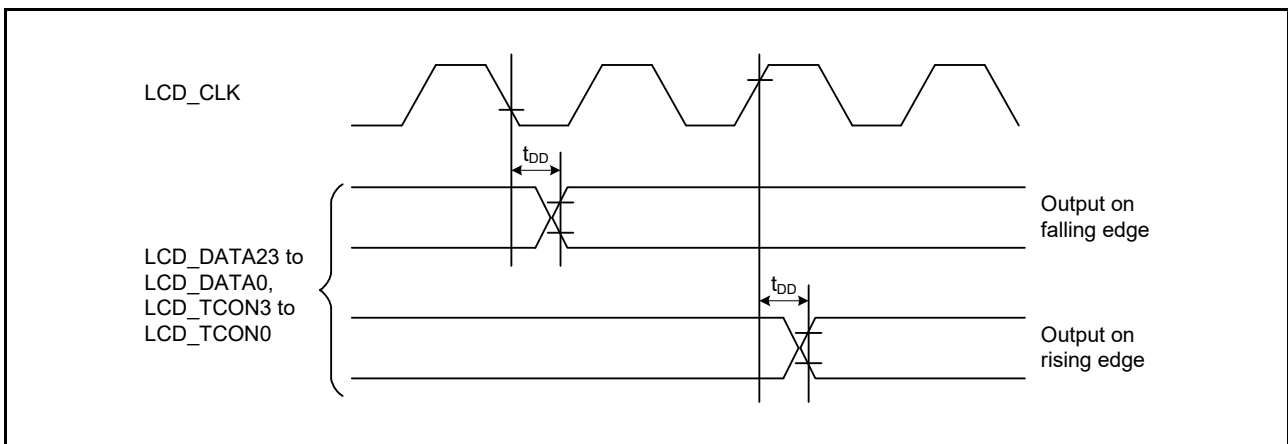 LCD_CLK
tDD
Output on
falling edge
LCD_DATA23 to
LCD_DATA0,
LCD_TCON3 to
LCD_TCON0
tDD
Output on
rising edge